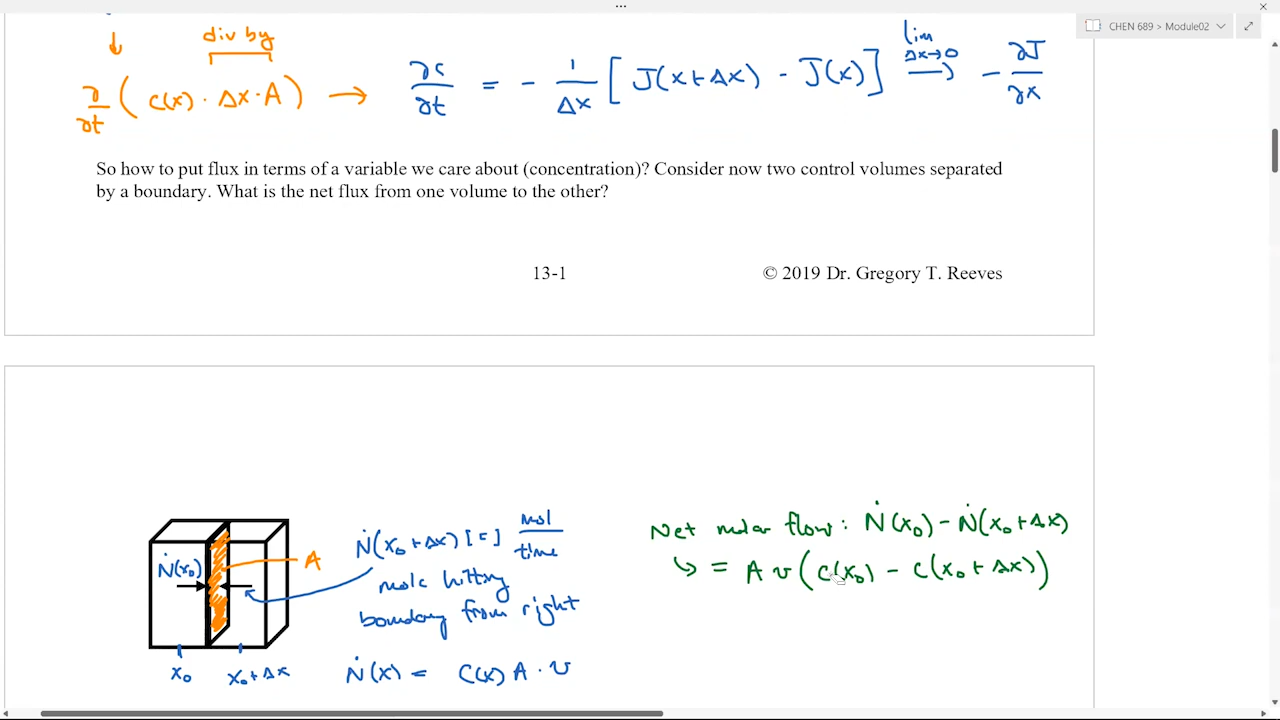 CHEN 689 > Module02
div by
∂/∂t ( c(x) · Δx · A ) → ∂c/∂t = - 1/Δx [ J(x+Δx) - J(x) ] lim Δx→0 → - ∂J/∂x
So how to put flux in terms of a variable we care about (concentration)? Consider now two control volumes separated
by a boundary. What is the net flux from one volume to the other?
13-1 © 2019 Dr. Gregory T. Reeves
Ṅ(x₀)
A
x₀ x₀+Δx
Ṅ(x₀+Δx) [=] mol/time
molc hitting
boundary from right
Ṅ(x) = C(x) A · v
Net molar flow: Ṅ(x₀) - Ṅ(x₀+Δx)
↳ = A v ( C(x₀) - C(x₀+Δx) )